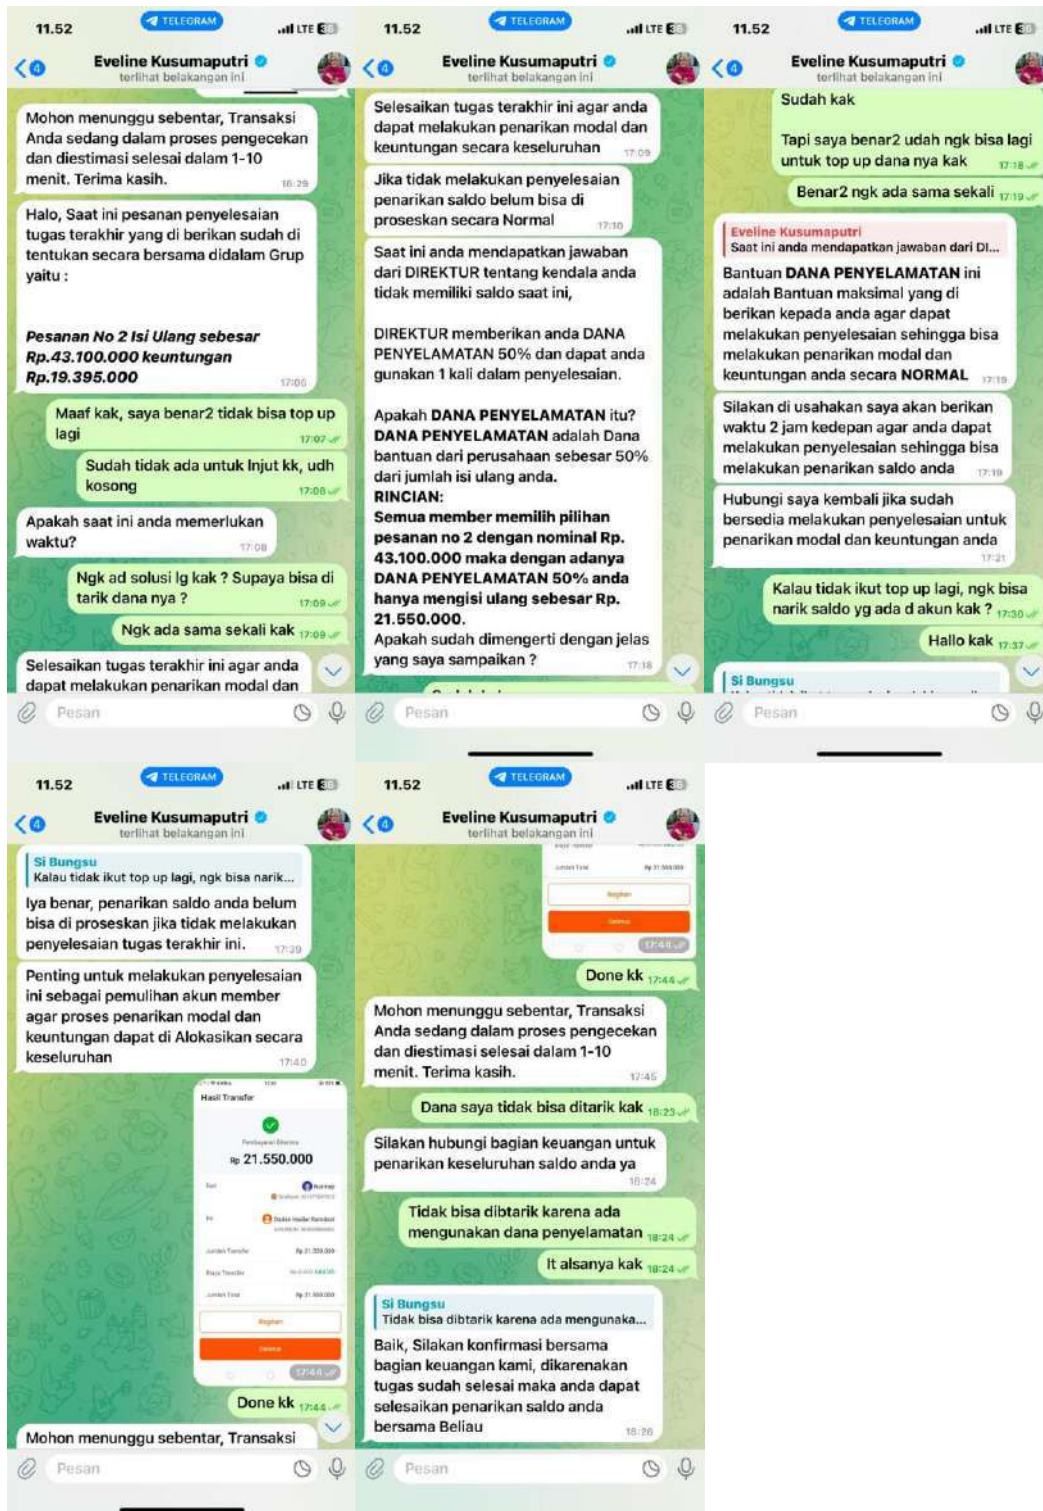 11.52
TELEGRAM
LTE
4
Eveline Kusumaputri
terlihat belakangan ini
Mohon menunggu sebentar, Transaksi
Anda sedang dalam proses pengecekan
dan diestimasi selesai dalam 1-10
menit. Terima kasih.
16:29
Halo, Saat ini pesanan penyelesaian
tugas terakhir yang di berikan sudah di
tentukan secara bersama didalam Grup
yaitu :
Pesanan No 2 Isi Ulang sebesar
Rp.43.100.000 keuntungan
Rp.19.395.000
17:06
Maaf kak, saya benar2 tidak bisa top up
lagi
17:07
Sudah tidak ada untuk lnjut kk, udh
kosong
17:08
Apakah saat ini anda memerlukan
waktu?
17:08
Ngk ad solusi lg kak ? Supaya bisa di
tarik dana nya ?
17:09
Ngk ada sama sekali kak 17:09
Selesaikan tugas terakhir ini agar anda
dapat melakukan penarikan modal dan
Pesan
11.52
TELEGRAM
LTE
4
Eveline Kusumaputri
terlihat belakangan ini
Selesaikan tugas terakhir ini agar anda
dapat melakukan penarikan modal dan
keuntungan secara keseluruhan
17:09
Jika tidak melakukan penyelesaian
penarikan saldo belum bisa di
proseskan secara Normal
17:10
Saat ini anda mendapatkan jawaban
dari DIREKTUR tentang kendala anda
tidak memiliki saldo saat ini,
DIREKTUR memberikan anda DANA
PENYELAMATAN 50% dan dapat anda
gunakan 1 kali dalam penyelesaian.
Apakah DANA PENYELAMATAN itu?
DANA PENYELAMATAN adalah Dana
bantuan dari perusahaan sebesar 50%
dari jumlah isi ulang anda.
RINCIAN:
Semua member memilih pilihan
pesanan no 2 dengan nominal Rp.
43.100.000 maka dengan adanya
DANA PENYELAMATAN 50% anda
hanya mengisi ulang sebesar Rp.
21.550.000.
Apakah sudah dimengerti dengan jelas
yang saya sampaikan ?
17:18
Pesan
11.52
TELEGRAM
LTE
4
Eveline Kusumaputri
terlihat belakangan ini
Sudah kak
Tapi saya benar2 udah ngk bisa lagi
untuk top up dana nya kak
17:18
Benar2 ngk ada sama sekali 17:19
Eveline Kusumaputri
Saat ini anda mendapatkan jawaban dari DI...
Bantuan DANA PENYELAMATAN ini
adalah Bantuan maksimal yang di
berikan kepada anda agar dapat
melakukan penyelesaian sehingga bisa
melakukan penarikan modal dan
keuntungan anda secara NORMAL
17:19
Silakan di usahakan saya akan berikan
waktu 2 jam kedepan agar anda dapat
melakukan penyelesaian sehingga bisa
melakukan penarikan saldo anda
17:19
Hubungi saya kembali jika sudah
bersedia melakukan penyelesaian untuk
penarikan modal dan keuntungan anda
17:21
Kalau tidak ikut top up lagi, ngk bisa
narik saldo yg ada d akun kak ? 17:30
Hallo kak 17:37
Si Bungsu
Pesan
11.52
TELEGRAM
LTE
4
Eveline Kusumaputri
terlihat belakangan ini
Si Bungsu
Kalau tidak ikut top up lagi, ngk bisa narik...
Iya benar, penarikan saldo anda belum
bisa di proseskan jika tidak melakukan
penyelesaian tugas terakhir ini.
17:39
Penting untuk melakukan penyelesaian
ini sebagai pemulihan akun member
agar proses penarikan modal dan
keuntungan dapat di Alokasikan secara
keseluruhan
17:40
Hasil Transfer
Rp 21.550.000
Jumlah Transfer
Rp 21.550.000
Biaya Transfer
Jumlah Total
Rp 21.550.000
Bagikan
17:44
Done kk 17:44
Mohon menunggu sebentar, Transaksi
Pesan
11.52
TELEGRAM
LTE
4
Eveline Kusumaputri
terlihat belakangan ini
Jumlah Total
Rp 21.550.000
Bagikan
17:44
Done kk 17:44
Mohon menunggu sebentar, Transaksi
Anda sedang dalam proses pengecekan
dan diestimasi selesai dalam 1-10
menit. Terima kasih.
17:45
Dana saya tidak bisa ditarik kak 18:23
Silakan hubungi bagian keuangan untuk
penarikan keseluruhan saldo anda ya
18:24
Tidak bisa dibtarik karena ada
mengunakan dana penyelamatan 18:24
It alsanya kak 18:24
Si Bungsu
Tidak bisa dibtarik karena ada mengunaka...
Baik, Silakan konfirmasi bersama
bagian keuangan kami, dikarenakan
tugas sudah selesai maka anda dapat
selesaikan penarikan saldo anda
bersama Beliau
18:26
Pesan